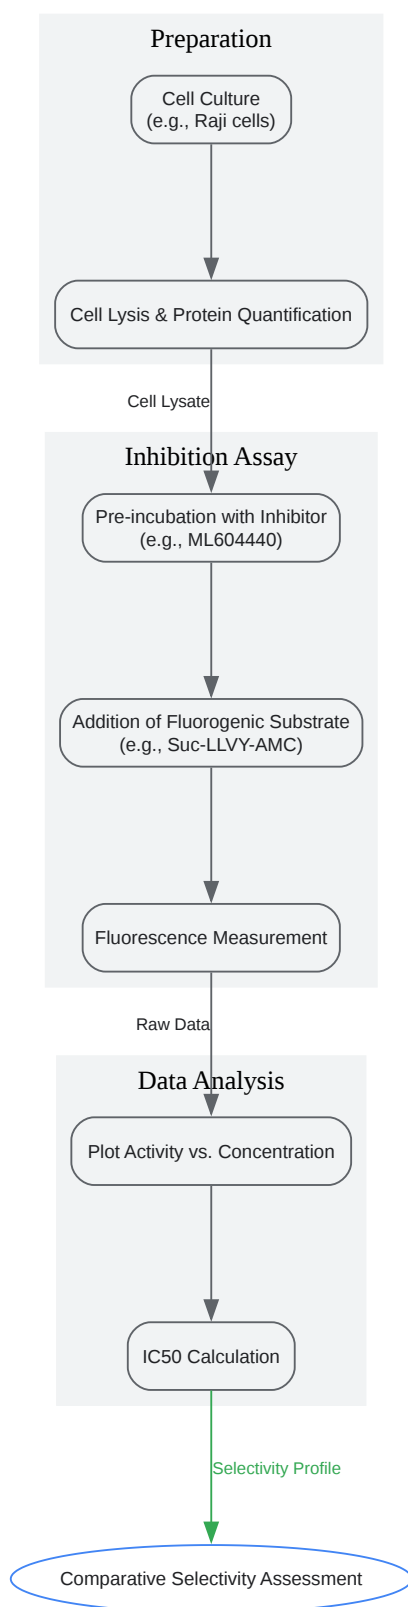 Preparation
Cell Culture
(e.g., Raji cells)
Cell Lysis & Protein Quantification
Cell Lysate
Inhibition Assay
Pre-incubation with Inhibitor
(e.g., ML604440)
Addition of Fluorogenic Substrate
(e.g., Suc-LLVY-AMC)
Fluorescence Measurement
Raw Data
Data Analysis
Plot Activity vs. Concentration
IC50 Calculation
Selectivity Profile
Comparative Selectivity Assessment